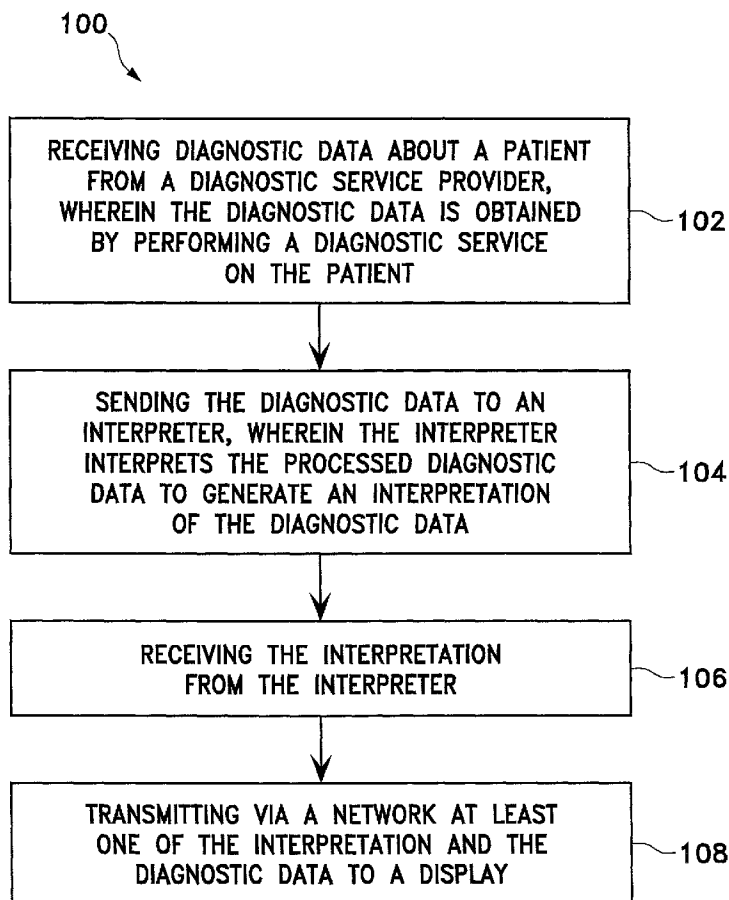 100
RECEIVING DIAGNOSTIC DATA ABOUT A PATIENT
FROM A DIAGNOSTIC SERVICE PROVIDER,
WHEREIN THE DIAGNOSTIC DATA IS OBTAINED
BY PERFORMING A DIAGNOSTIC SERVICE
ON THE PATIENT
102
SENDING THE DIAGNOSTIC DATA TO AN
INTERPRETER, WHEREIN THE INTERPRETER
INTERPRETS THE PROCESSED DIAGNOSTIC
DATA TO GENERATE AN INTERPRETATION
OF THE DIAGNOSTIC DATA
104
RECEIVING THE INTERPRETATION
FROM THE INTERPRETER
106
TRANSMITTING VIA A NETWORK AT LEAST
ONE OF THE INTERPRETATION AND THE
DIAGNOSTIC DATA TO A DISPLAY
108